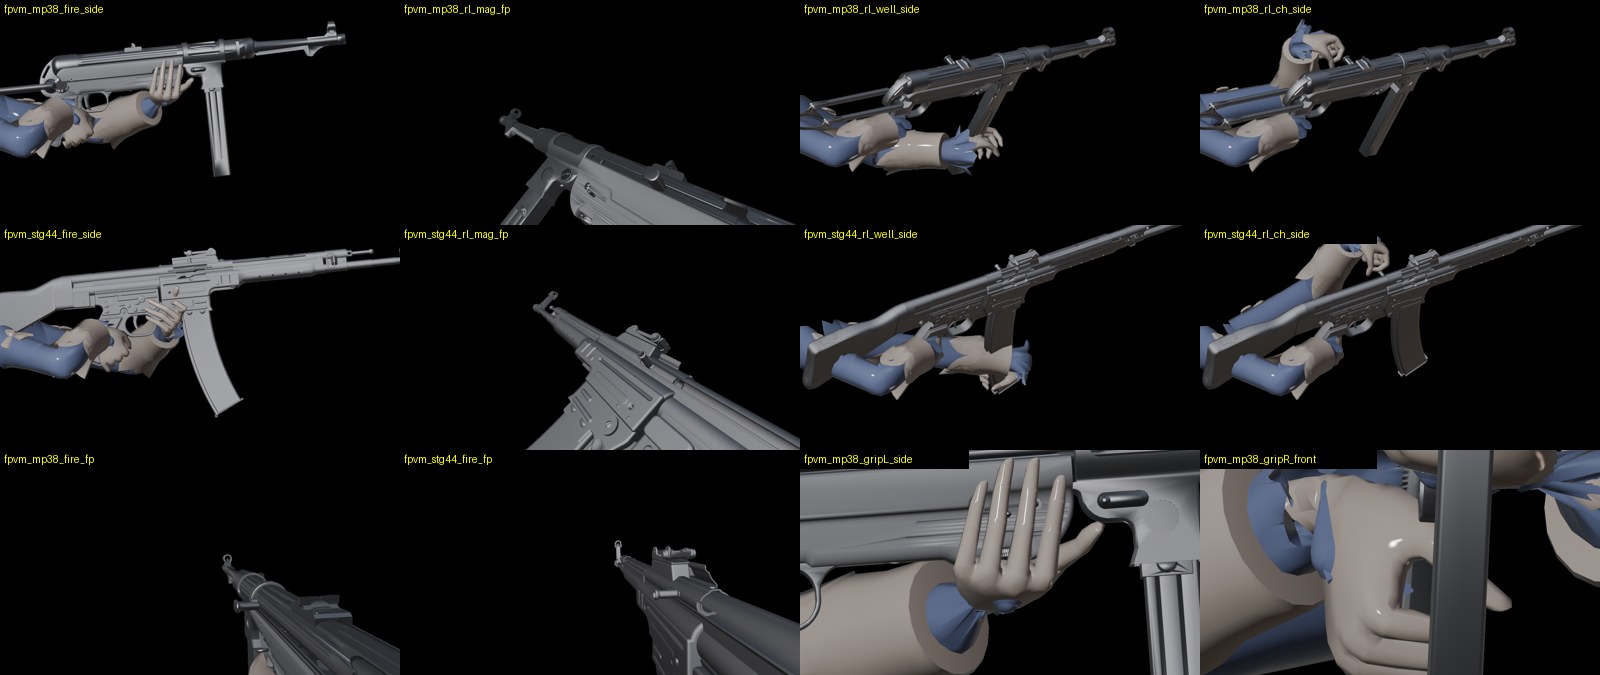 fpvm_mp38_fire_side
fpvm_mp38_rl_mag_fp
fpvm_mp38_rl_well_side
fpvm_mp38_rl_ch_side
fpvm_stg44_fire_side
fpvm_stg44_rl_mag_fp
fpvm_stg44_rl_well_side
fpvm_stg44_rl_ch_side
fpvm_mp38_fire_fp
fpvm_stg44_fire_fp
fpvm_mp38_gripL_side
fpvm_mp38_gripR_front